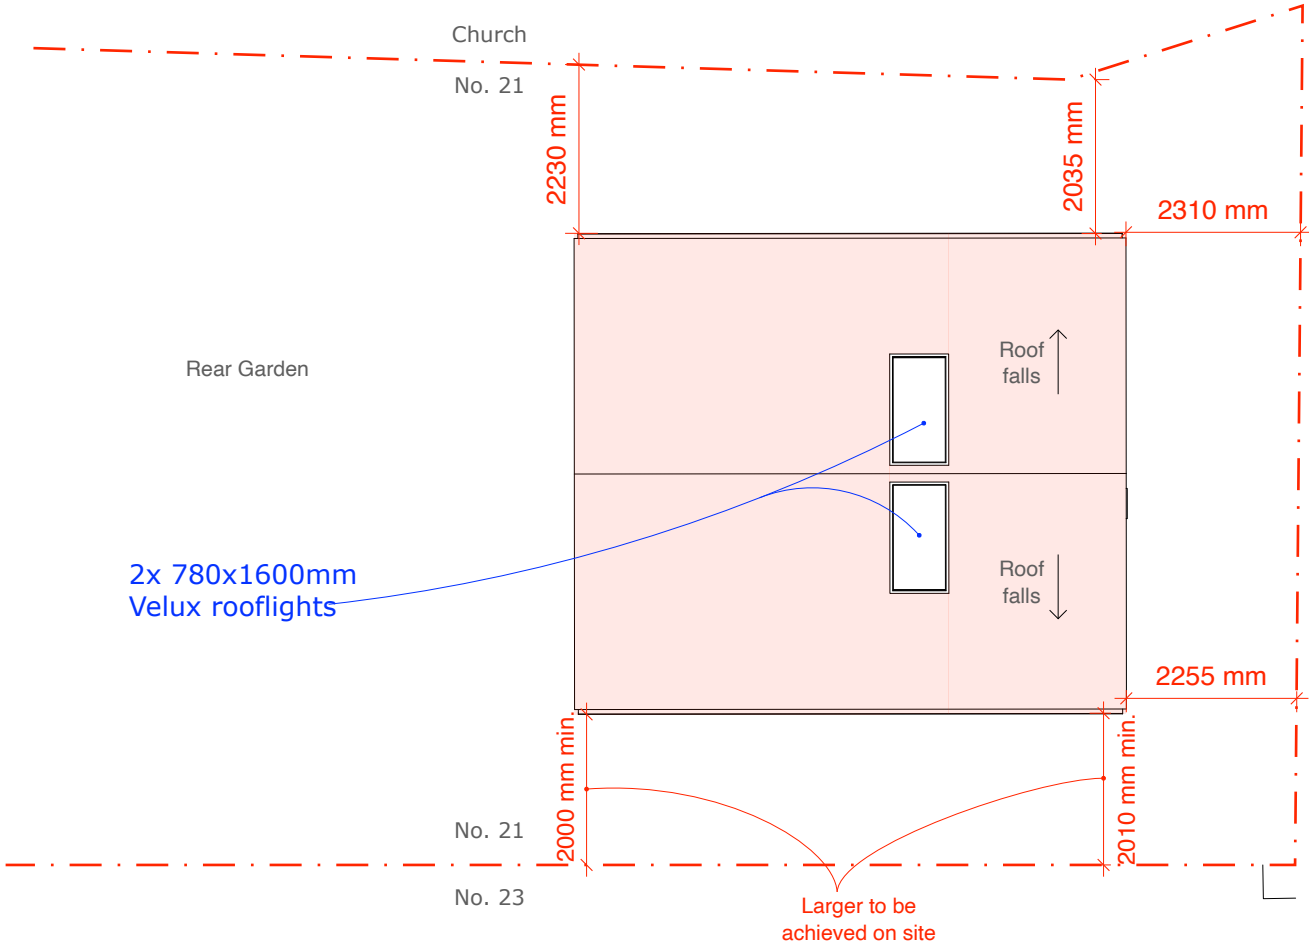 Church
No. 21
2230 mm
2035 mm
2310 mm
Rear Garden
Roof
falls
2x 780x1600mm
Velux rooflights
Roof
falls
2255 mm
2000 mm min.
2010 mm min.
No. 21
No. 23
Larger to be
achieved on site